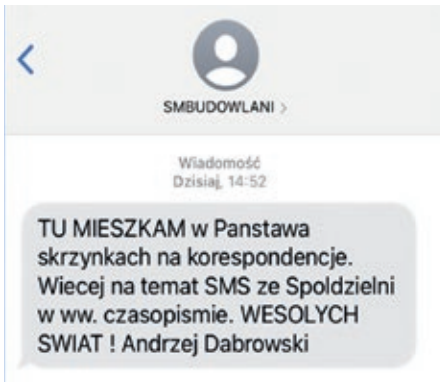 SMBUDOWLANI >
Wiadomość
Dzisiaj, 14:52
TU MIESZKAM w Panstawa
skrzynkach na korespondencje.
Wiecej na temat SMS ze Spoldzielni
w ww. czasopismie. WESOLYCH
SWIAT ! Andrzej Dabrowski